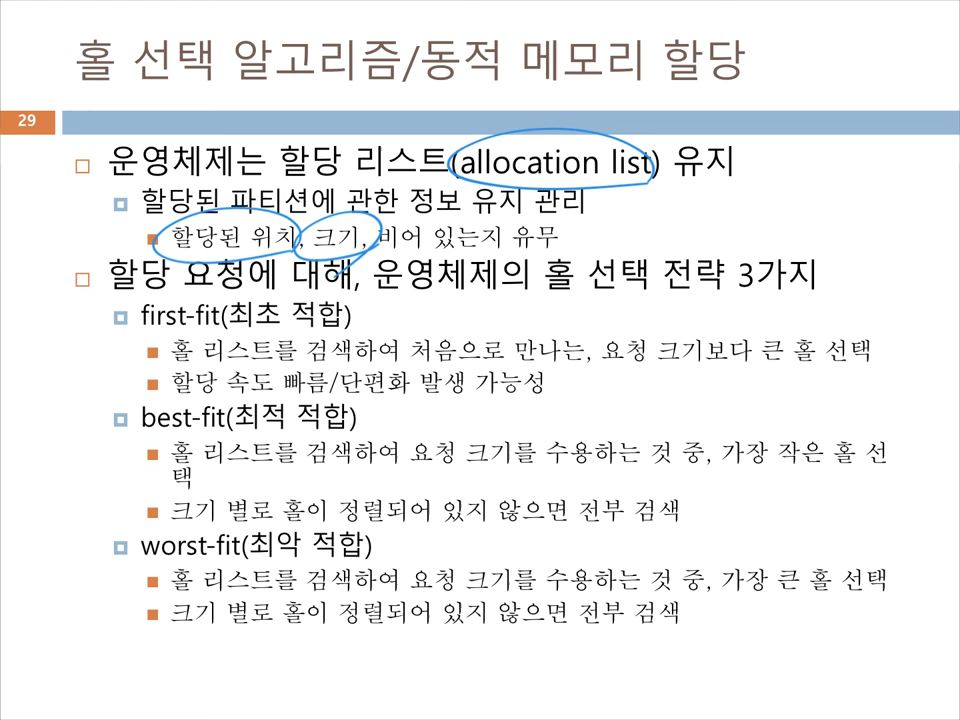 홀 선택 알고리즘/동적 메모리 할당
29
운영체제는 할당 리스트(allocation list) 유지
할당된 파티션에 관한 정보 유지 관리
할당된 위치, 크기, 비어 있는지 유무
할당 요청에 대해, 운영체제의 홀 선택 전략 3가지
first-fit(최초 적합)
홀 리스트를 검색하여 처음으로 만나는, 요청 크기보다 큰 홀 선택
할당 속도 빠름/단편화 발생 가능성
best-fit(최적 적합)
홀 리스트를 검색하여 요청 크기를 수용하는 것 중, 가장 작은 홀 선
택
크기 별로 홀이 정렬되어 있지 않으면 전부 검색
worst-fit(최악 적합)
홀 리스트를 검색하여 요청 크기를 수용하는 것 중, 가장 큰 홀 선택
크기 별로 홀이 정렬되어 있지 않으면 전부 검색